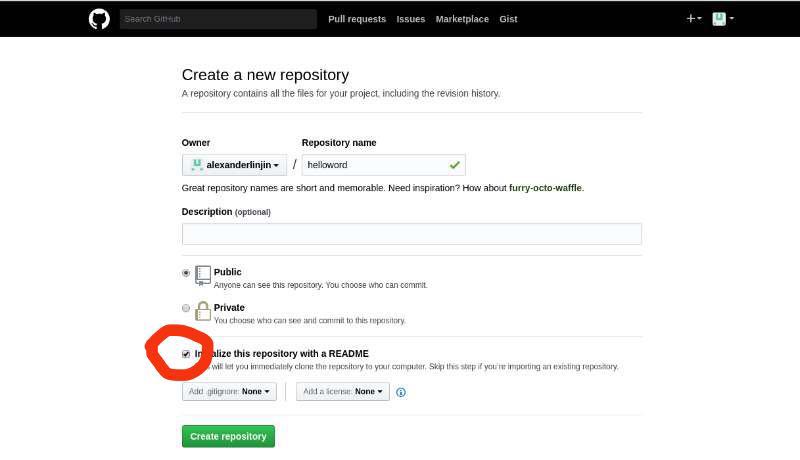 Search GitHub Pull requests Issues Marketplace Gist
Create a new repository
A repository contains all the files for your project, including the revision history.
Owner Repository name
alexanderlinjin / helloword
Great repository names are short and memorable. Need inspiration? How about furry-octo-waffle.
Description (optional)
Public
Anyone can see this repository. You choose who can commit.
Private
You choose who can see and commit to this repository.
this repository with a README
will let you immediately clone the repository to your computer. Skip this step if you're importing an existing repository.
Add .gitignore: None Add a license: None
Create repository